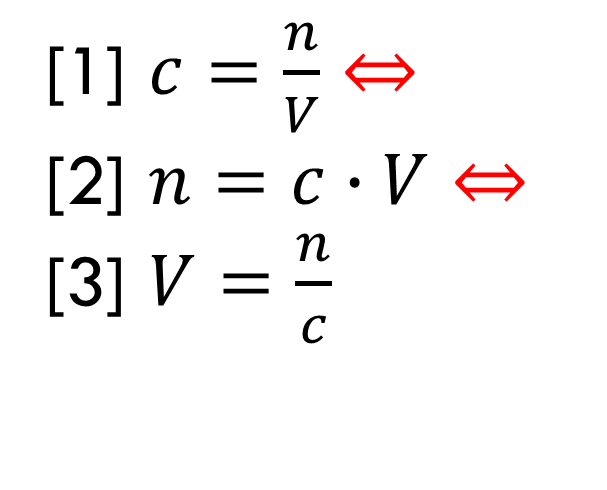 [1] c = n/V ⇔
[2] n = c · V ⇔
[3] V = n/c